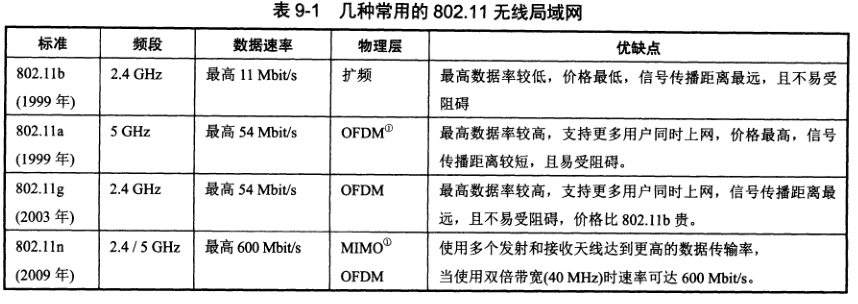 表 9-1 几种常用的 802.11 无线局域网
标准 频段 数据速率 物理层 优缺点
802.11b 2.4 GHz 最高 11 Mbit/s 扩频 最高数据率较低，价格最低，信号传播距离最远，且不易受
(1999 年) 阻碍
802.11a 5 GHz 最高 54 Mbit/s OFDM① 最高数据率较高，支持更多用户同时上网，价格最高，信号
(1999 年) 传播距离较短，且易受阻碍。
802.11g 2.4 GHz 最高 54 Mbit/s OFDM 最高数据率较高，支持更多用户同时上网，信号传播距离最
(2003 年) 远，且不易受阻碍，价格比 802.11b 贵。
802.11n 2.4 / 5 GHz 最高 600 Mbit/s MIMO① 使用多个发射和接收天线达到更高的数据传输率，
(2009 年) OFDM 当使用双倍带宽(40 MHz)时速率可达 600 Mbit/s。